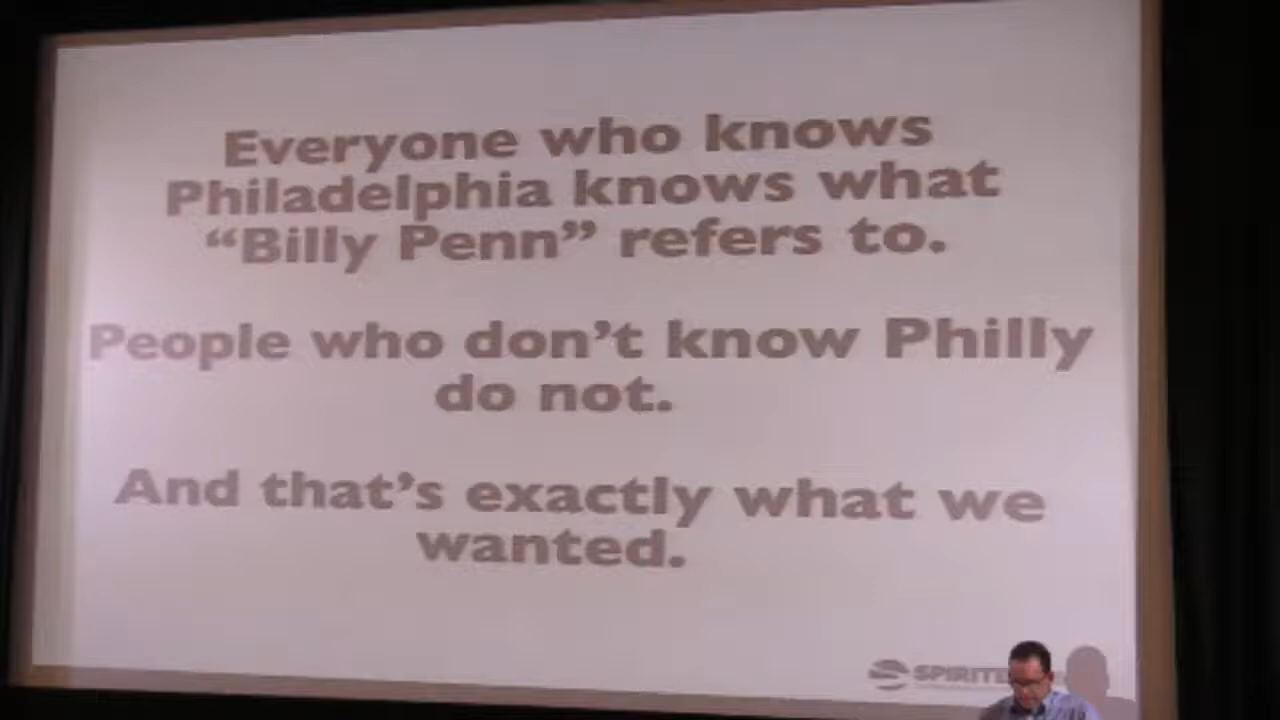 Everyone who knows
Philadelphia knows what
“Billy Penn” refers to.
People who don’t know Philly
do not.
And that’s exactly what we
wanted.